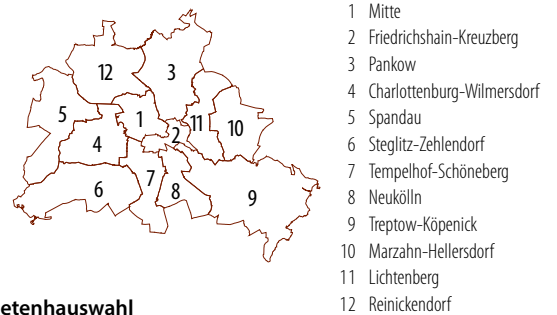 12
3
5
1
11
10
2
4
7
6
8
9
1 Mitte
2 Friedrichshain-Kreuzberg
3 Pankow
4 Charlottenburg-Wilmersdorf
5 Spandau
6 Steglitz-Zehlendorf
7 Tempelhof-Schöneberg
8 Neukölln
9 Treptow-Köpenick
10 Marzahn-Hellersdorf
11 Lichtenberg
12 Reinickendorf
etenhauswahl